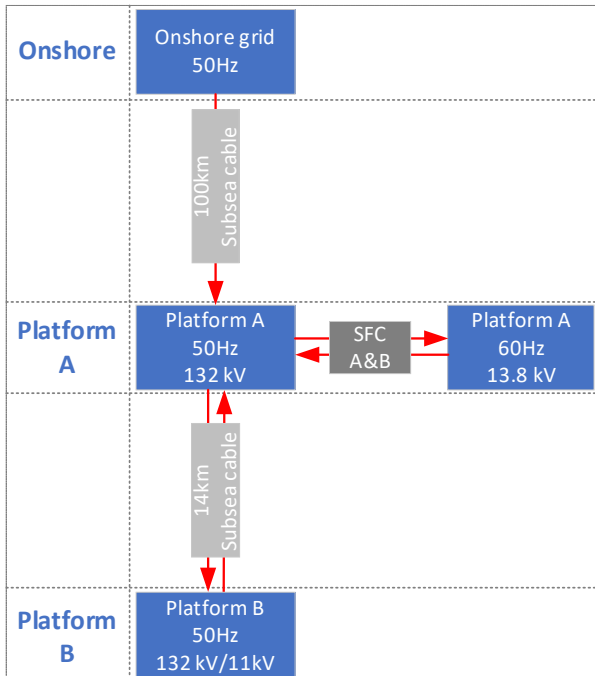 Onshore
Onshore grid
50Hz
100km
Subsea cable
Platform
A
Platform A
50Hz
132 kV
SFC
A&B
Platform A
60Hz
13.8 kV
14km
Subsea cable
Platform
B
Platform B
50Hz
132 kV/11kV